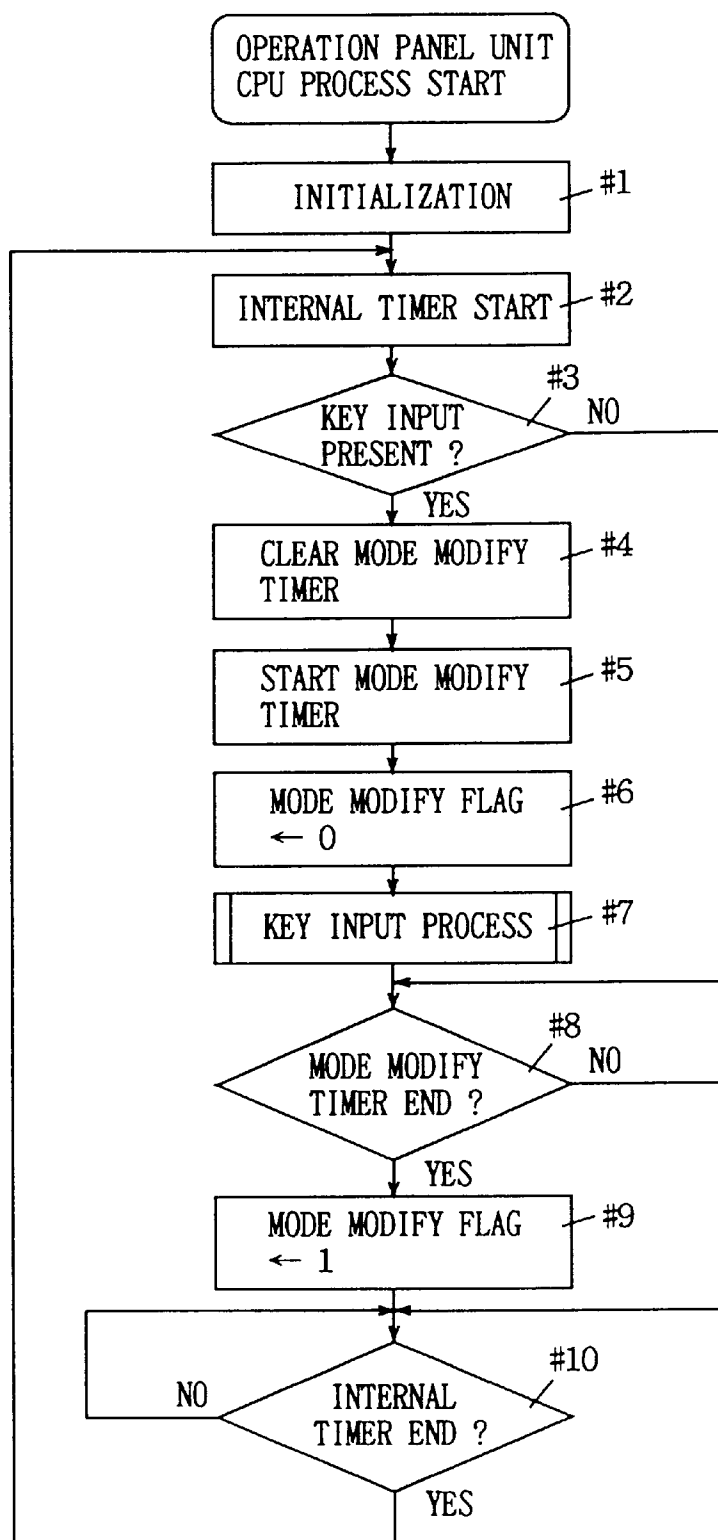 OPERATION PANEL UNIT
CPU PROCESS START
INITIALIZATION
#1
INTERNAL TIMER START
#2
#3
KEY INPUT
PRESENT ?
NO
YES
CLEAR MODE MODIFY
TIMER
#4
START MODE MODIFY
TIMER
#5
MODE MODIFY FLAG
← 0
#6
KEY INPUT PROCESS
#7
#8
MODE MODIFY
TIMER END ?
NO
YES
MODE MODIFY FLAG
← 1
#9
#10
NO
INTERNAL
TIMER END ?
YES